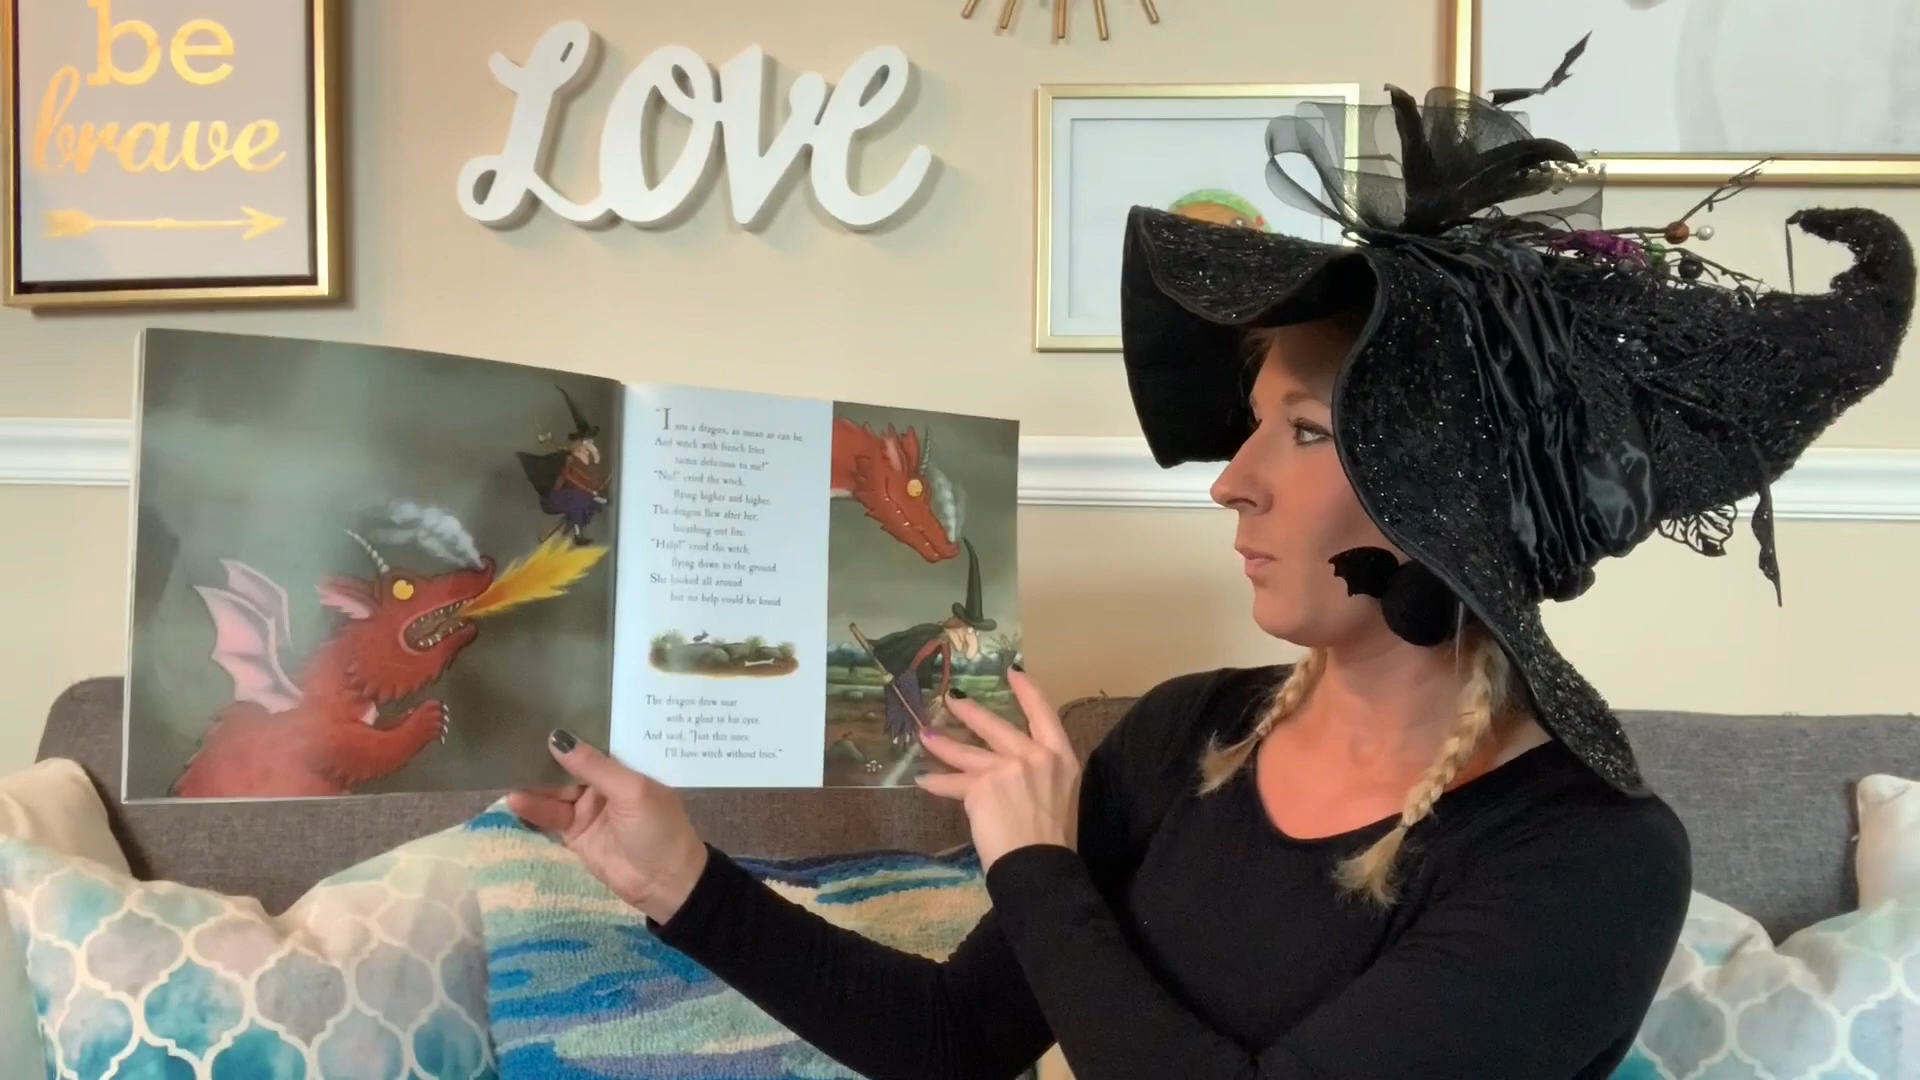 be
brave
Love
"I am a dragon, as mean as can be,
And witch with french fries
tastes delicious to me!"
"No!" cried the witch,
flying higher and higher.
The dragon flew after her,
breathing out fire.
"Help!" cried the witch,
flying down to the ground.
She looked all around
but no help could be found.
The dragon drew near
with a glint in his eyes,
And said, "Just this once
I'll have witch without fries."